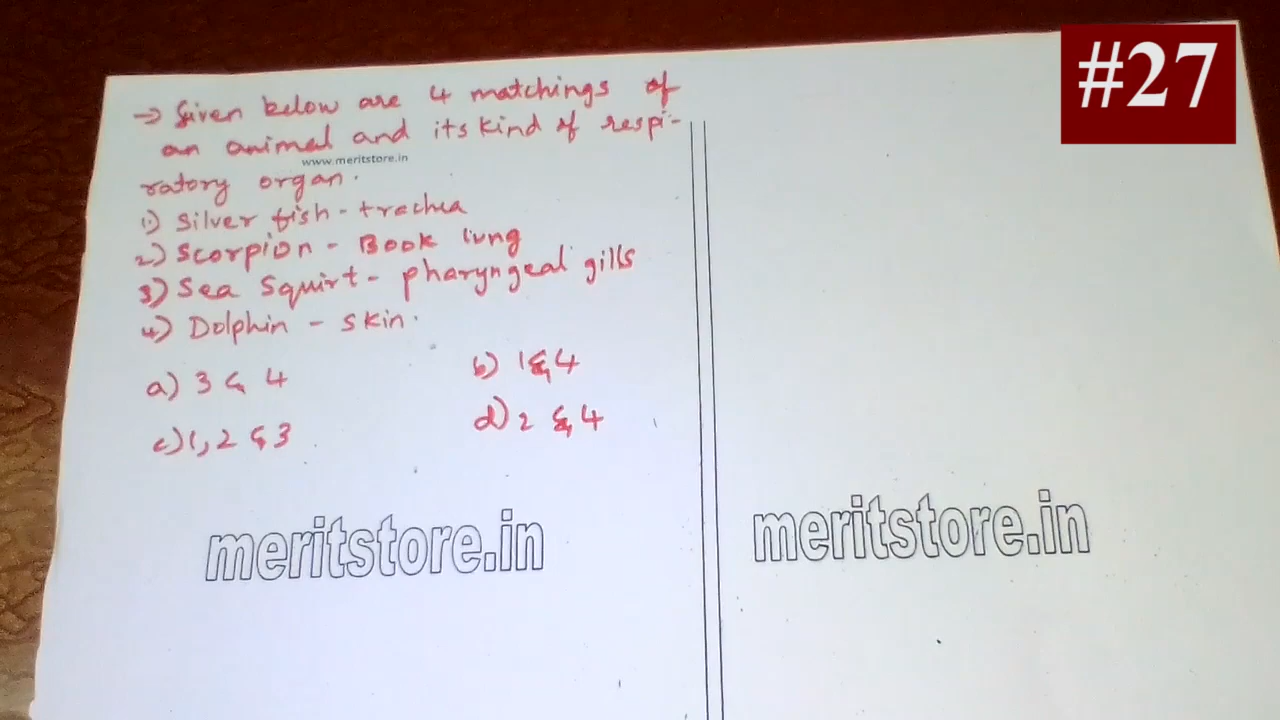 #27
→ Given below are 4 matchings of
an animal and its kind of respi-
www.meritstore.in
ratory organ.
1) Silver fish - trachea
2) Scorpion - Book lung
3) Sea Squirt - pharyngeal gills
4) Dolphin - skin.
a) 3 & 4
b) 1 & 4
c) 1, 2 & 3
d) 2 & 4
meritstore.in
meritstore.in